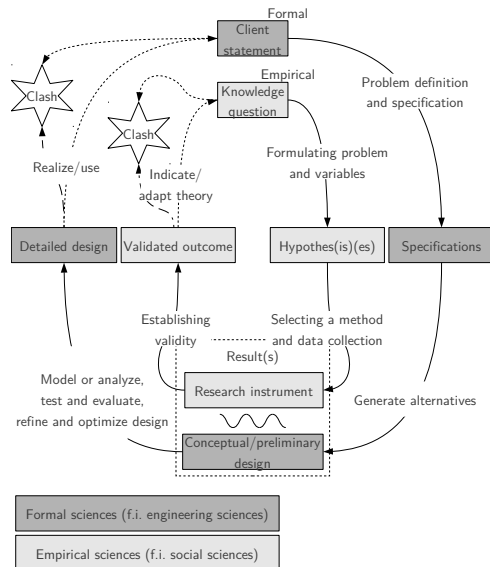 Formal
Client
statement
Clash
Empirical
Knowledge
question
Clash
Problem definition
and specification
Realize/use
Indicate/
adapt theory
Formulating problem
and variables
Detailed design
Validated outcome
Hypothes(is)(es)
Specifications
Establishing
validity
Selecting a method
and data collection
Result(s)
Research instrument
Model or analyze,
test and evaluate,
refine and optimize design
Generate alternatives
Conceptual/preliminary
design
Formal sciences (f.i. engineering sciences)
Empirical sciences (f.i. social sciences)